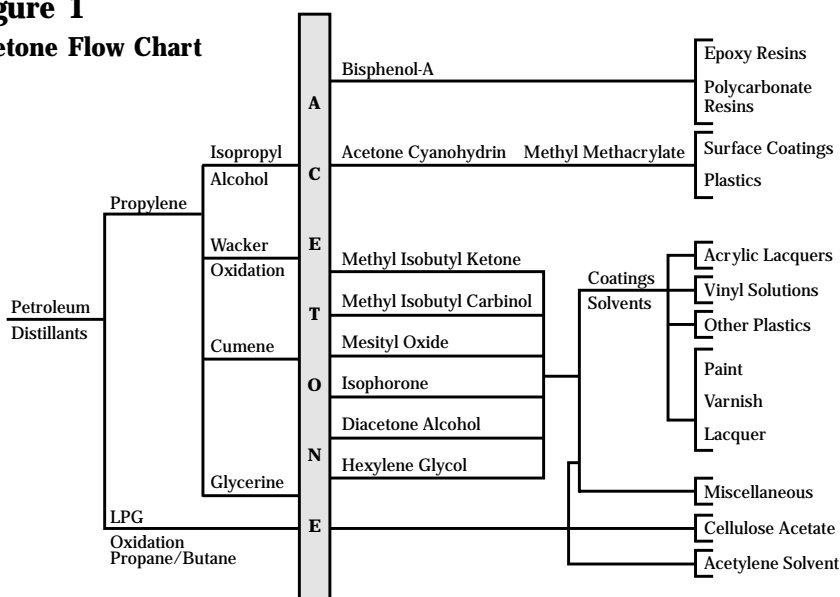 gure 1
etone Flow Chart
Petroleum
Distillants
Propylene
LPG
Oxidation
Propane/Butane
Isopropyl
Alcohol
Wacker
Oxidation
Cumene
Glycerine
A
C
E
T
O
N
E
Bisphenol-A
Acetone Cyanohydrin Methyl Methacrylate
Methyl Isobutyl Ketone
Methyl Isobutyl Carbinol
Mesityl Oxide
Isophorone
Diacetone Alcohol
Hexylene Glycol
Coatings
Solvents
Epoxy Resins
Polycarbonate
Resins
Surface Coatings
Plastics
Acrylic Lacquers
Vinyl Solutions
Other Plastics
Paint
Varnish
Lacquer
Miscellaneous
Cellulose Acetate
Acetylene Solvent